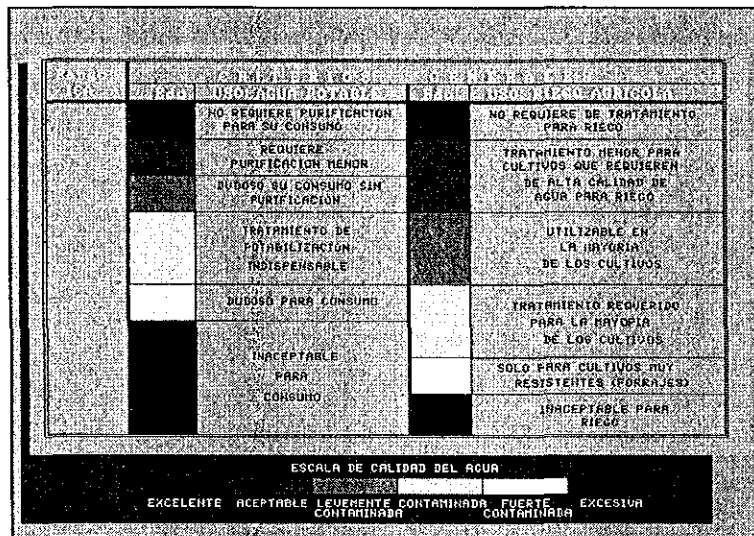 USO: AGUA POTABLE
USO: RIEGO AGRICOLA
NO REQUIERE PURIFICACION
PARA SU CONSUMO
REQUIERE
PURIFICACION MENOR
DUDOSO SU CONSUMO SIN
PURIFICACION
TRATAMIENTO DE
POTABILIZACION
INDISPENSABLE
DUDOSO PARA CONSUMO
INACEPTABLE
PARA
CONSUMO
NO REQUIERE DE TRATAMIENTO
PARA RIEGO
TRATAMIENTO MENOR PARA
CULTIVOS QUE REQUIEREN
DE ALTA CALIDAD DE
AGUA PARA RIEGO
UTILIZABLE EN
LA MAYORIA
DE LOS CULTIVOS
TRATAMIENTO REQUERIDO
PARA LA MAYORIA
DE LOS CULTIVOS
SOLO PARA CULTIVOS MUY
RESISTENTES (FORRAJES)
INACEPTABLE PARA
RIEGO
ESCALA DE CALIDAD DEL AGUA
EXCELENTE ACEPTABLE LEVEMENTE CONTAMINADA FUERTE EXCESIVA
CONTAMINADA CONTAMINADA